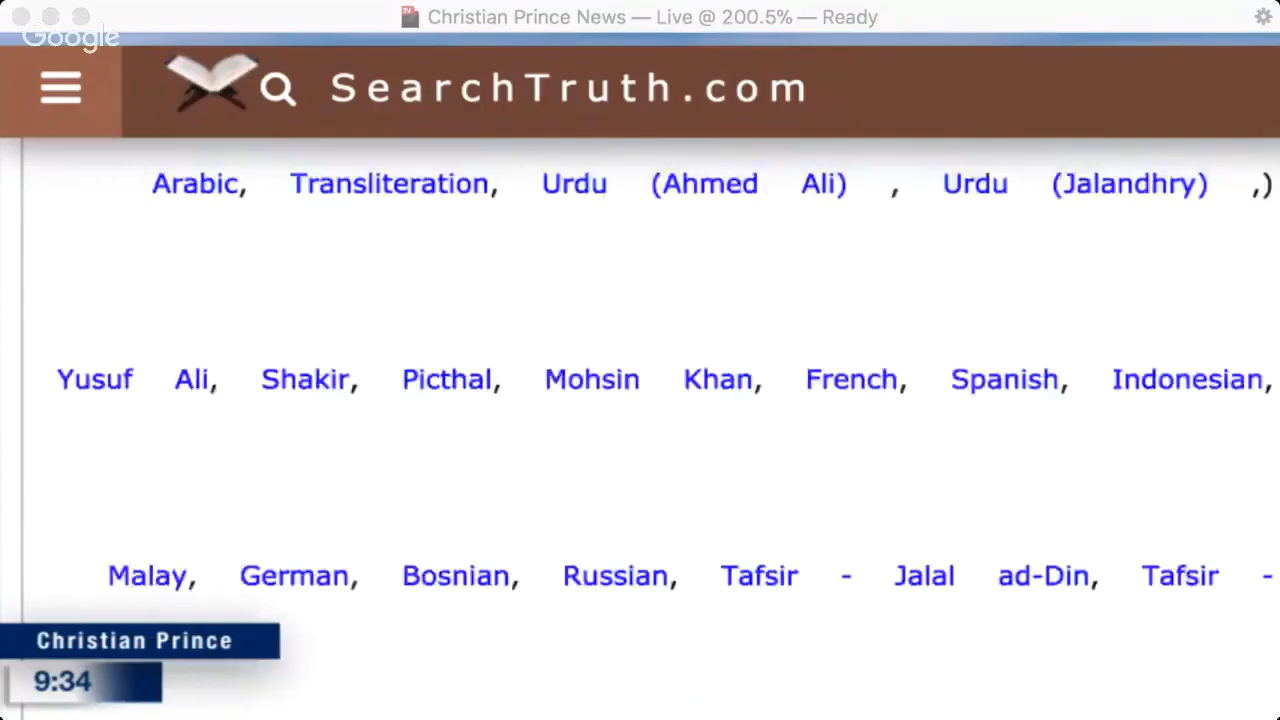 Christian Prince News — Live @ 200.5% — Ready
Google
SearchTruth.com
Arabic, Transliteration, Urdu (Ahmed Ali) , Urdu (Jalandhry) ,)
Yusuf Ali, Shakir, Picthal, Mohsin Khan, French, Spanish, Indonesian,
Malay, German, Bosnian, Russian, Tafsir - Jalal ad-Din, Tafsir -
Christian Prince
9:34